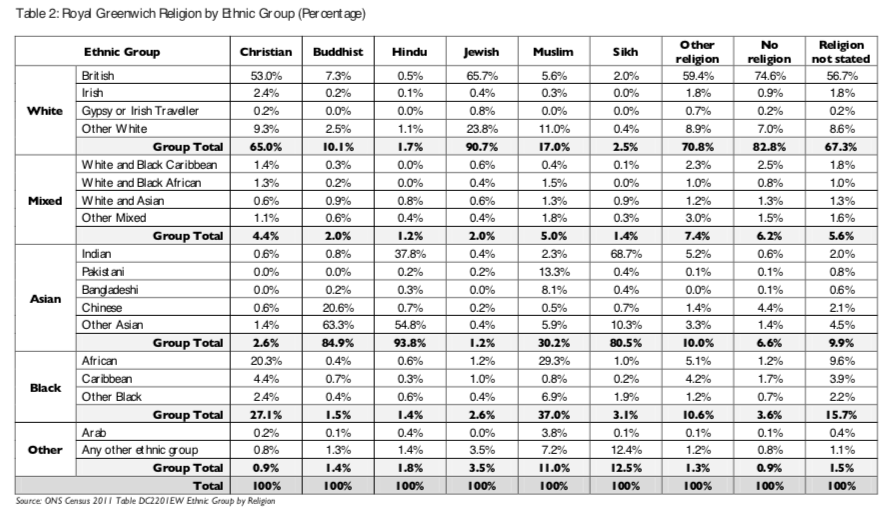 Table 2: Royal Greenwich Religion by Ethnic Group (Percentage)
Ethnic Group Christian Buddhist Hindu Jewish Muslim Sikh Other religion No religion Religion not stated
White
British 53.0% 7.3% 0.5% 65.7% 5.6% 2.0% 59.4% 74.6% 56.7%
Irish 2.4% 0.2% 0.1% 0.4% 0.3% 0.0% 1.8% 0.9% 1.8%
Gypsy or Irish Traveller 0.2% 0.0% 0.0% 0.8% 0.0% 0.0% 0.7% 0.2% 0.2%
Other White 9.3% 2.5% 1.1% 23.8% 11.0% 0.4% 8.9% 7.0% 8.6%
Group Total 65.0% 10.1% 1.7% 90.7% 17.0% 2.5% 70.8% 82.8% 67.3%
Mixed
White and Black Caribbean 1.4% 0.3% 0.0% 0.6% 0.4% 0.1% 2.3% 2.5% 1.8%
White and Black African 1.3% 0.2% 0.0% 0.4% 1.5% 0.0% 1.0% 0.8% 1.0%
White and Asian 0.6% 0.9% 0.8% 0.6% 1.3% 0.9% 1.2% 1.3% 1.3%
Other Mixed 1.1% 0.6% 0.4% 0.4% 1.8% 0.3% 3.0% 1.5% 1.6%
Group Total 4.4% 2.0% 1.2% 2.0% 5.0% 1.4% 7.4% 6.2% 5.6%
Asian
Indian 0.6% 0.8% 37.8% 0.4% 2.3% 68.7% 5.2% 0.6% 2.0%
Pakistani 0.0% 0.0% 0.2% 0.2% 13.3% 0.4% 0.1% 0.1% 0.8%
Bangladeshi 0.0% 0.2% 0.3% 0.0% 8.1% 0.4% 0.0% 0.1% 0.6%
Chinese 0.6% 20.6% 0.7% 0.2% 0.5% 0.7% 1.4% 4.4% 2.1%
Other Asian 1.4% 63.3% 54.8% 0.4% 5.9% 10.3% 3.3% 1.4% 4.5%
Group Total 2.6% 84.9% 93.8% 1.2% 30.2% 80.5% 10.0% 6.6% 9.9%
Black
African 20.3% 0.4% 0.6% 1.2% 29.3% 1.0% 5.1% 1.2% 9.6%
Caribbean 4.4% 0.7% 0.3% 1.0% 0.8% 0.2% 4.2% 1.7% 3.9%
Other Black 2.4% 0.4% 0.6% 0.4% 6.9% 1.9% 1.2% 0.7% 2.2%
Group Total 27.1% 1.5% 1.4% 2.6% 37.0% 3.1% 10.6% 3.6% 15.7%
Other
Arab 0.2% 0.1% 0.4% 0.0% 3.8% 0.1% 0.1% 0.1% 0.4%
Any other ethnic group 0.8% 1.3% 1.4% 3.5% 7.2% 12.4% 1.2% 0.8% 1.1%
Group Total 0.9% 1.4% 1.8% 3.5% 11.0% 12.5% 1.3% 0.9% 1.5%
Total 100% 100% 100% 100% 100% 100% 100% 100% 100%
Source: ONS Census 2011 Table DC2201EW Ethnic Group by Religion